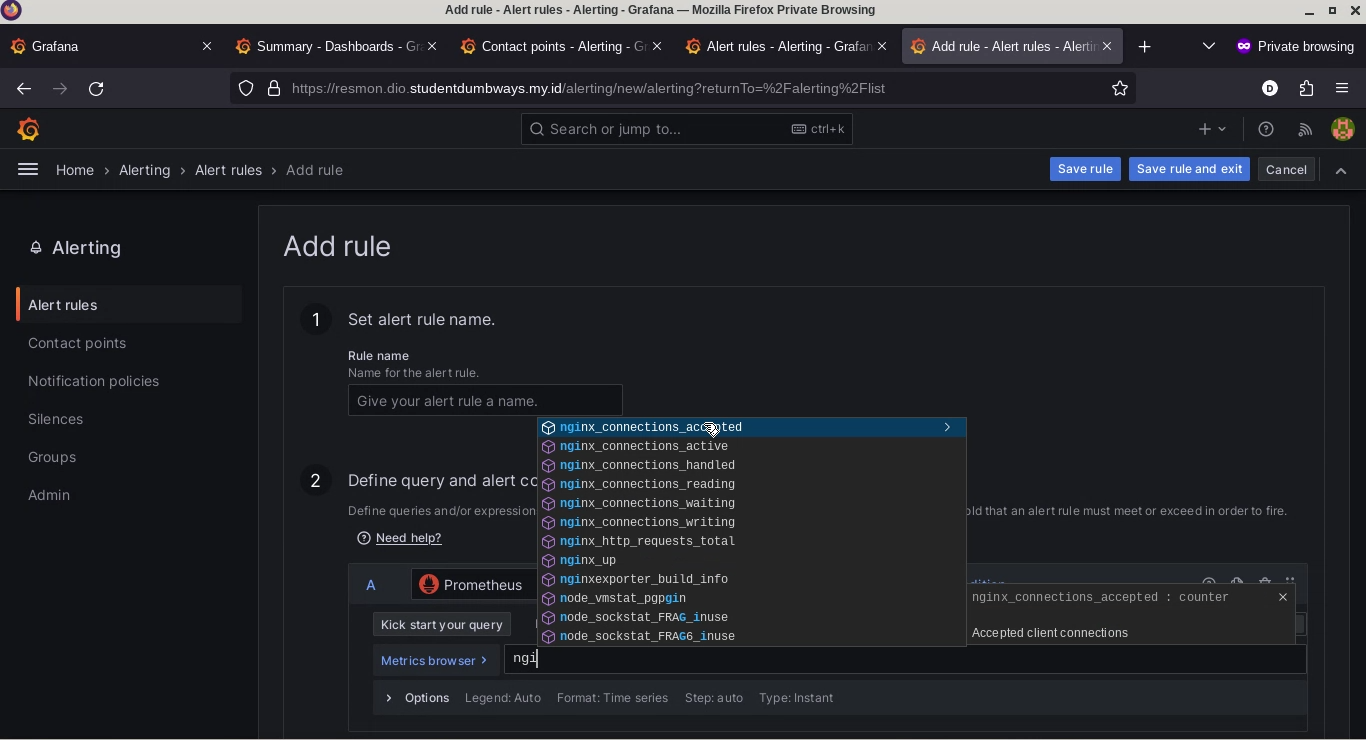 Add rule - Alert rules - Alerting - Grafana — Mozilla Firefox Private Browsing
Grafana
Summary - Dashboards - Gr
Contact points - Alerting - Gr
Alert rules - Alerting - Grafan
Add rule - Alert rules - Alertin
Private browsing
https://resmon.dio.studentdumbways.my.id/alerting/new/alerting?returnTo=%2Falerting%2Flist
D
Search or jump to...
ctrl+k
Home
Alerting
Alert rules
Add rule
Save rule
Save rule and exit
Cancel
Alerting
Alert rules
Contact points
Notification policies
Silences
Groups
Admin
Add rule
1
Set alert rule name.
Rule name
Name for the alert rule.
Give your alert rule a name.
2
Define query and alert co
Define queries and/or expression
old that an alert rule must meet or exceed in order to fire.
Need help?
A
Prometheus
nginx_connections_accepted
nginx_connections_active
nginx_connections_handled
nginx_connections_reading
nginx_connections_waiting
nginx_connections_writing
nginx_http_requests_total
nginx_up
nginxexporter_build_info
node_vmstat_pgpgin
node_sockstat_FRAG_inuse
node_sockstat_FRAG6_inuse
nginx_connections_accepted : counter
Accepted client connections
Kick start your query
Metrics browser
ngi
Options
Legend: Auto
Format: Time series
Step: auto
Type: Instant